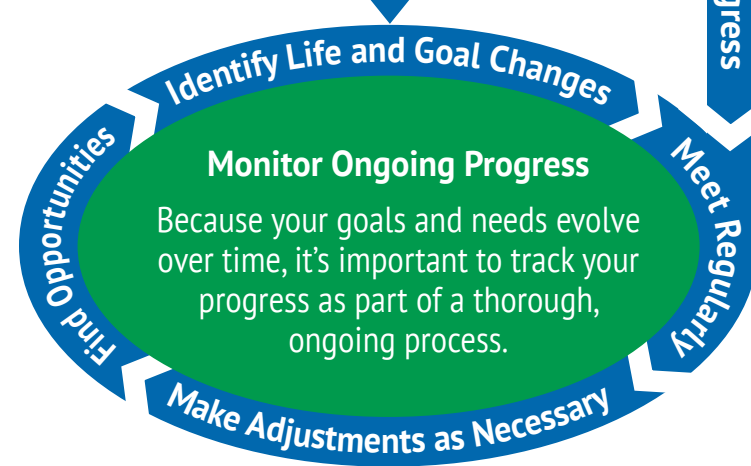 gress
Identify Life and Goal Changes
Meet Regularly
Make Adjustments as Necessary
Find Opportunities
Monitor Ongoing Progress
Because your goals and needs evolve
over time, it’s important to track your
progress as part of a thorough,
ongoing process.